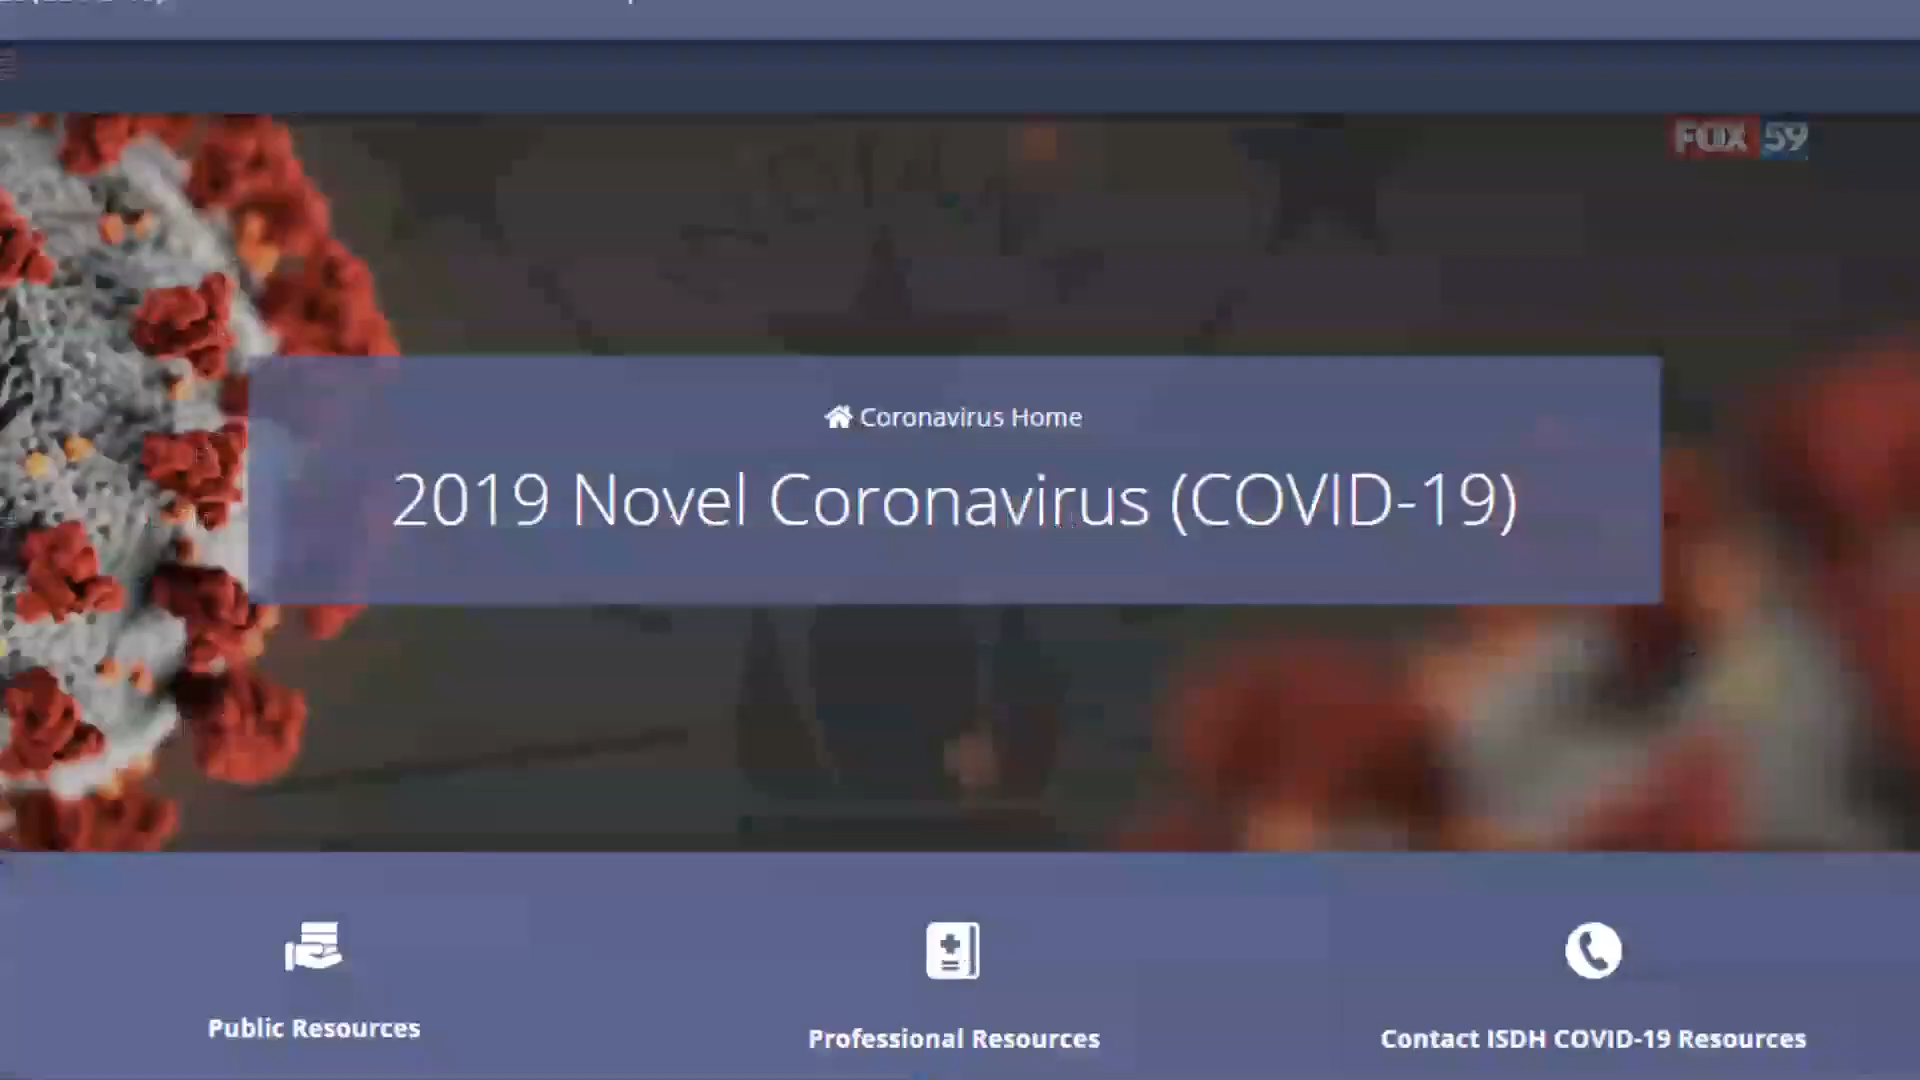 FOX 59
Coronavirus Home
2019 Novel Coronavirus (COVID-19)
Public Resources
Professional Resources
Contact ISDH COVID-19 Resources